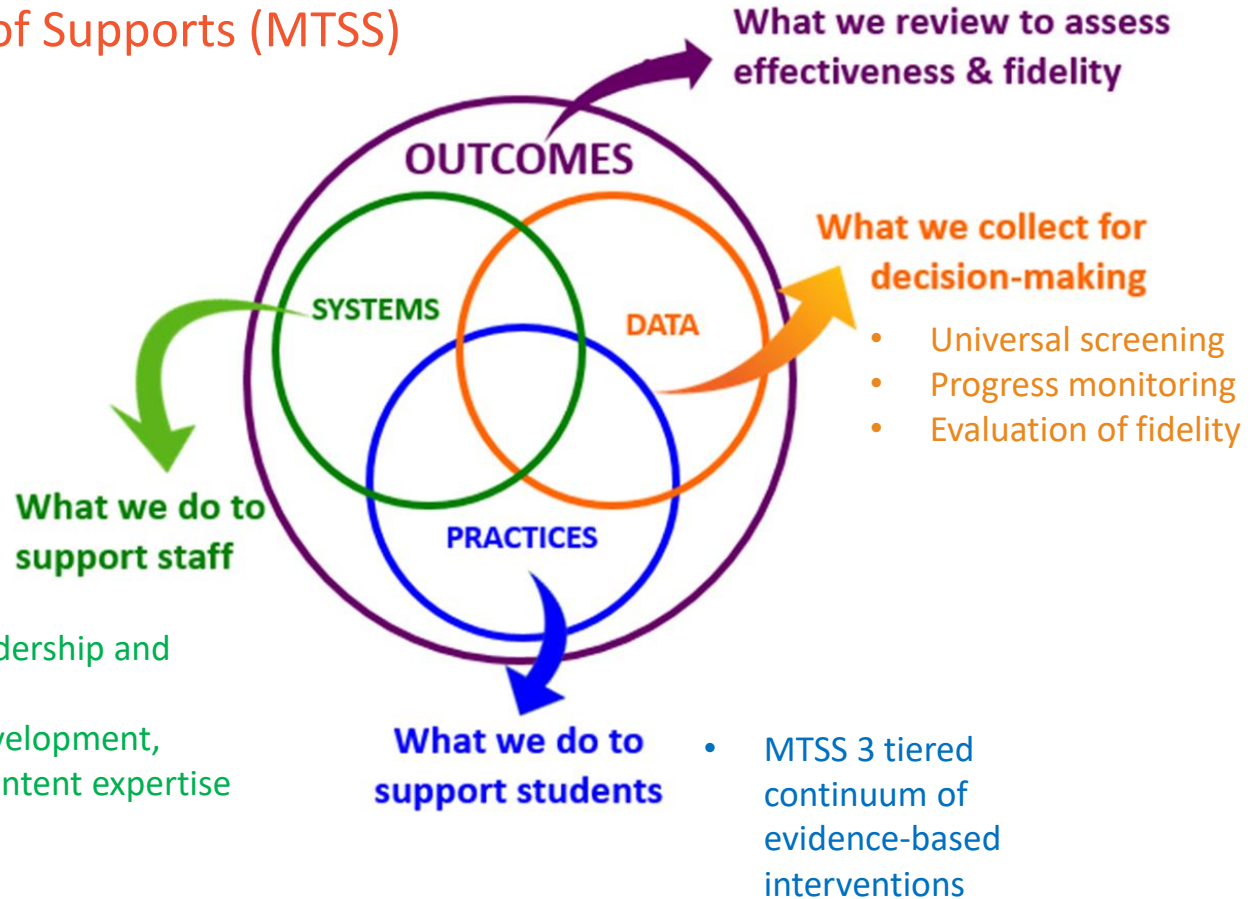 of Supports (MTSS)
What we review to assess
effectiveness & fidelity
OUTCOMES
What we collect for
decision-making
SYSTEMS
DATA
• Universal screening
• Progress monitoring
• Evaluation of fidelity
What we do to
support staff
PRACTICES
dership and
velopment,
ntent expertise
What we do to
support students
• MTSS 3 tiered
continuum of
evidence-based
interventions